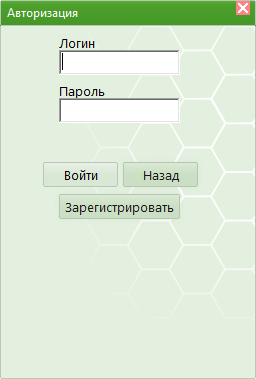 Авторизация
Логин
Пароль
Войти Назад
Зарегистрировать